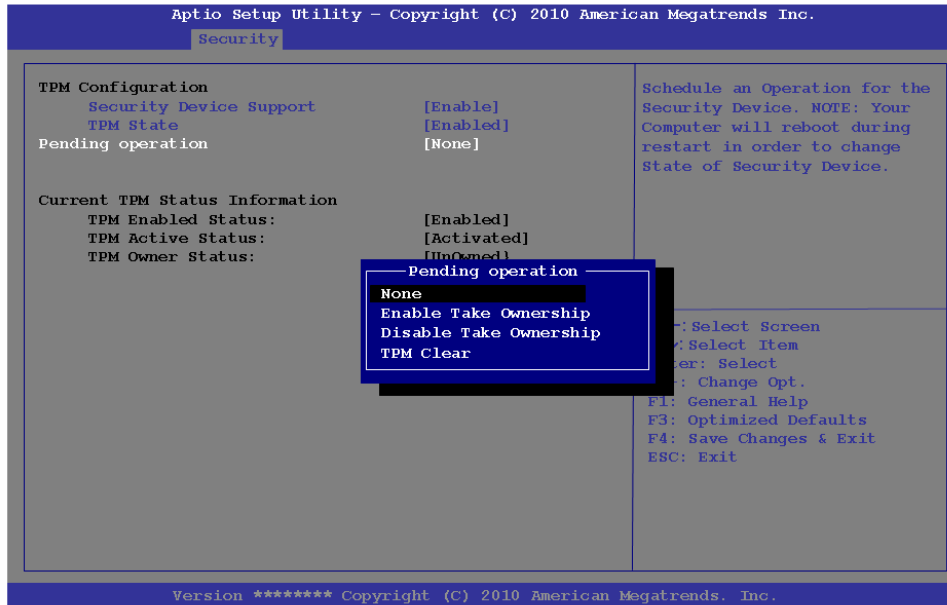 Aptio Setup Utility – Copyright (C) 2010 American Megatrends Inc.
Security
TPM Configuration
Security Device Support [Enable]
TPM State [Enabled]
Pending operation [None]
Current TPM Status Information
TPM Enabled Status: [Enabled]
TPM Active Status: [Activated]
TPM Owner Status: [UnOwned}
Pending operation
None
Enable Take Ownership
Disable Take Ownership
TPM Clear
Schedule an Operation for the
Security Device. NOTE: Your
Computer will reboot during
restart in order to change
State of Security Device.
: Select Screen
: Select Item
: Select
: Change Opt.
F1: General Help
F3: Optimized Defaults
F4: Save Changes & Exit
ESC: Exit
Version ******** Copyright (C) 2010 American Megatrends. Inc.